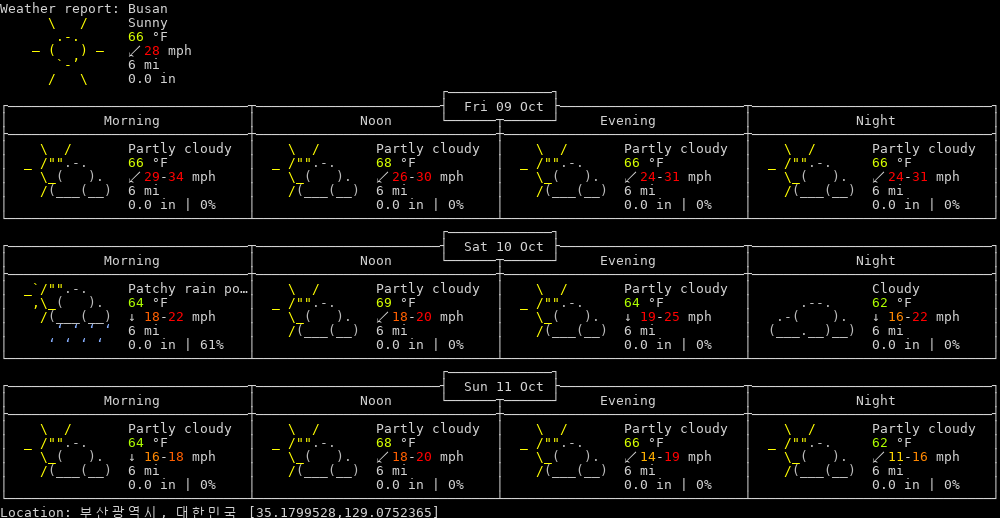 Weather report: Busan
Sunny
66 °F
↙ 28 mph
6 mi
0.0 in
Fri 09 Oct
Morning Noon Evening Night
Partly cloudy Partly cloudy Partly cloudy Partly cloudy
66 °F 68 °F 66 °F 66 °F
↙ 29-34 mph ↙ 26-30 mph ↙ 24-31 mph ↙ 24-31 mph
6 mi 6 mi 6 mi 6 mi
0.0 in | 0% 0.0 in | 0% 0.0 in | 0% 0.0 in | 0%
Sat 10 Oct
Morning Noon Evening Night
Patchy rain po… Partly cloudy Partly cloudy Cloudy
64 °F 69 °F 64 °F 62 °F
↓ 18-22 mph ↙ 18-20 mph ↓ 19-25 mph ↓ 16-22 mph
6 mi 6 mi 6 mi 6 mi
0.0 in | 61% 0.0 in | 0% 0.0 in | 0% 0.0 in | 0%
Sun 11 Oct
Morning Noon Evening Night
Partly cloudy Partly cloudy Partly cloudy Partly cloudy
64 °F 68 °F 66 °F 62 °F
↓ 16-18 mph ↙ 18-20 mph ↙ 14-19 mph ↙ 11-16 mph
6 mi 6 mi 6 mi 6 mi
0.0 in | 0% 0.0 in | 0% 0.0 in | 0% 0.0 in | 0%
Location: 부산광역시, 대한민국 [35.1799528,129.0752365]